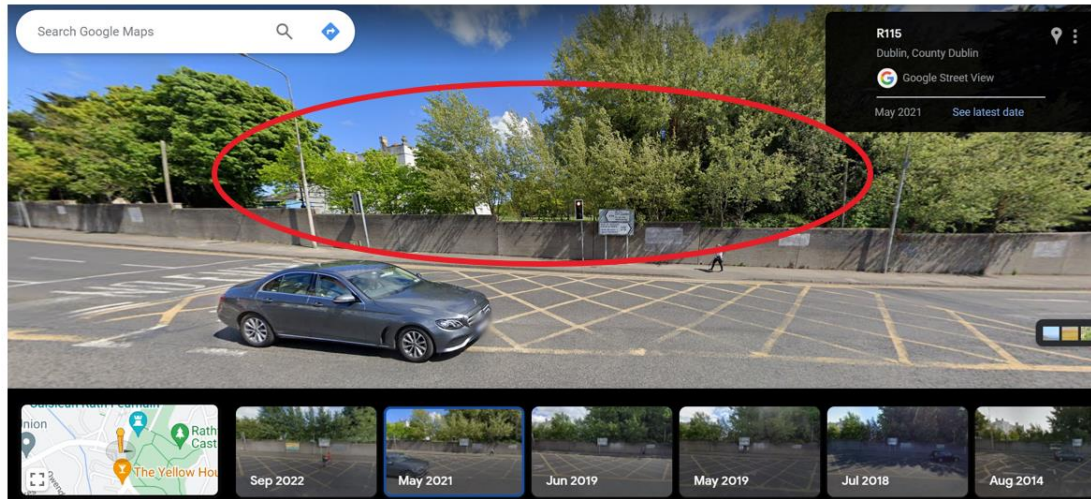 Search Google Maps
R115
Dublin, County Dublin
Google Street View
May 2021
See latest date
The Yellow Hou
Rath
Cast
nion
Sep 2022
May 2021
Jun 2019
May 2019
Jul 2018
Aug 2014